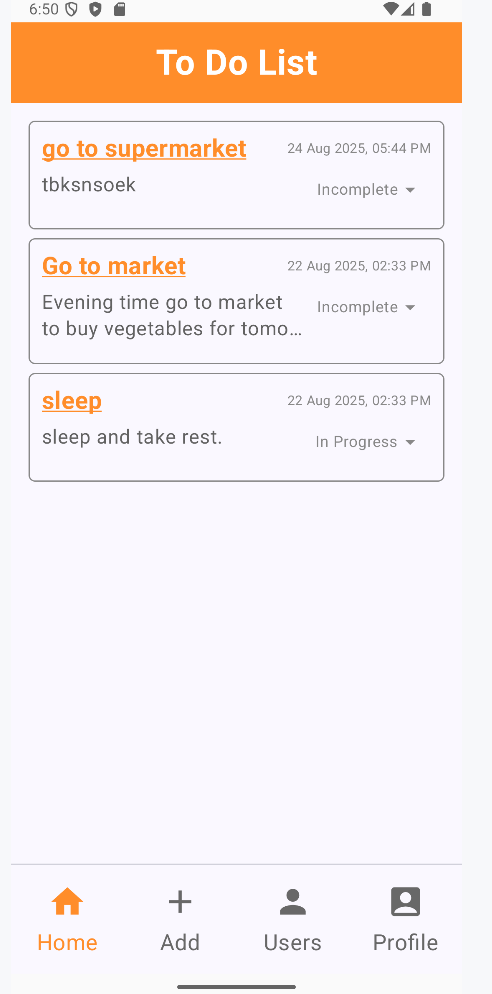 6:50
To Do List
go to supermarket 24 Aug 2025, 05:44 PM
tbksnsoek Incomplete
Go to market 22 Aug 2025, 02:33 PM
Evening time go to market Incomplete
to buy vegetables for tomo…
sleep 22 Aug 2025, 02:33 PM
sleep and take rest. In Progress
Home Add Users Profile